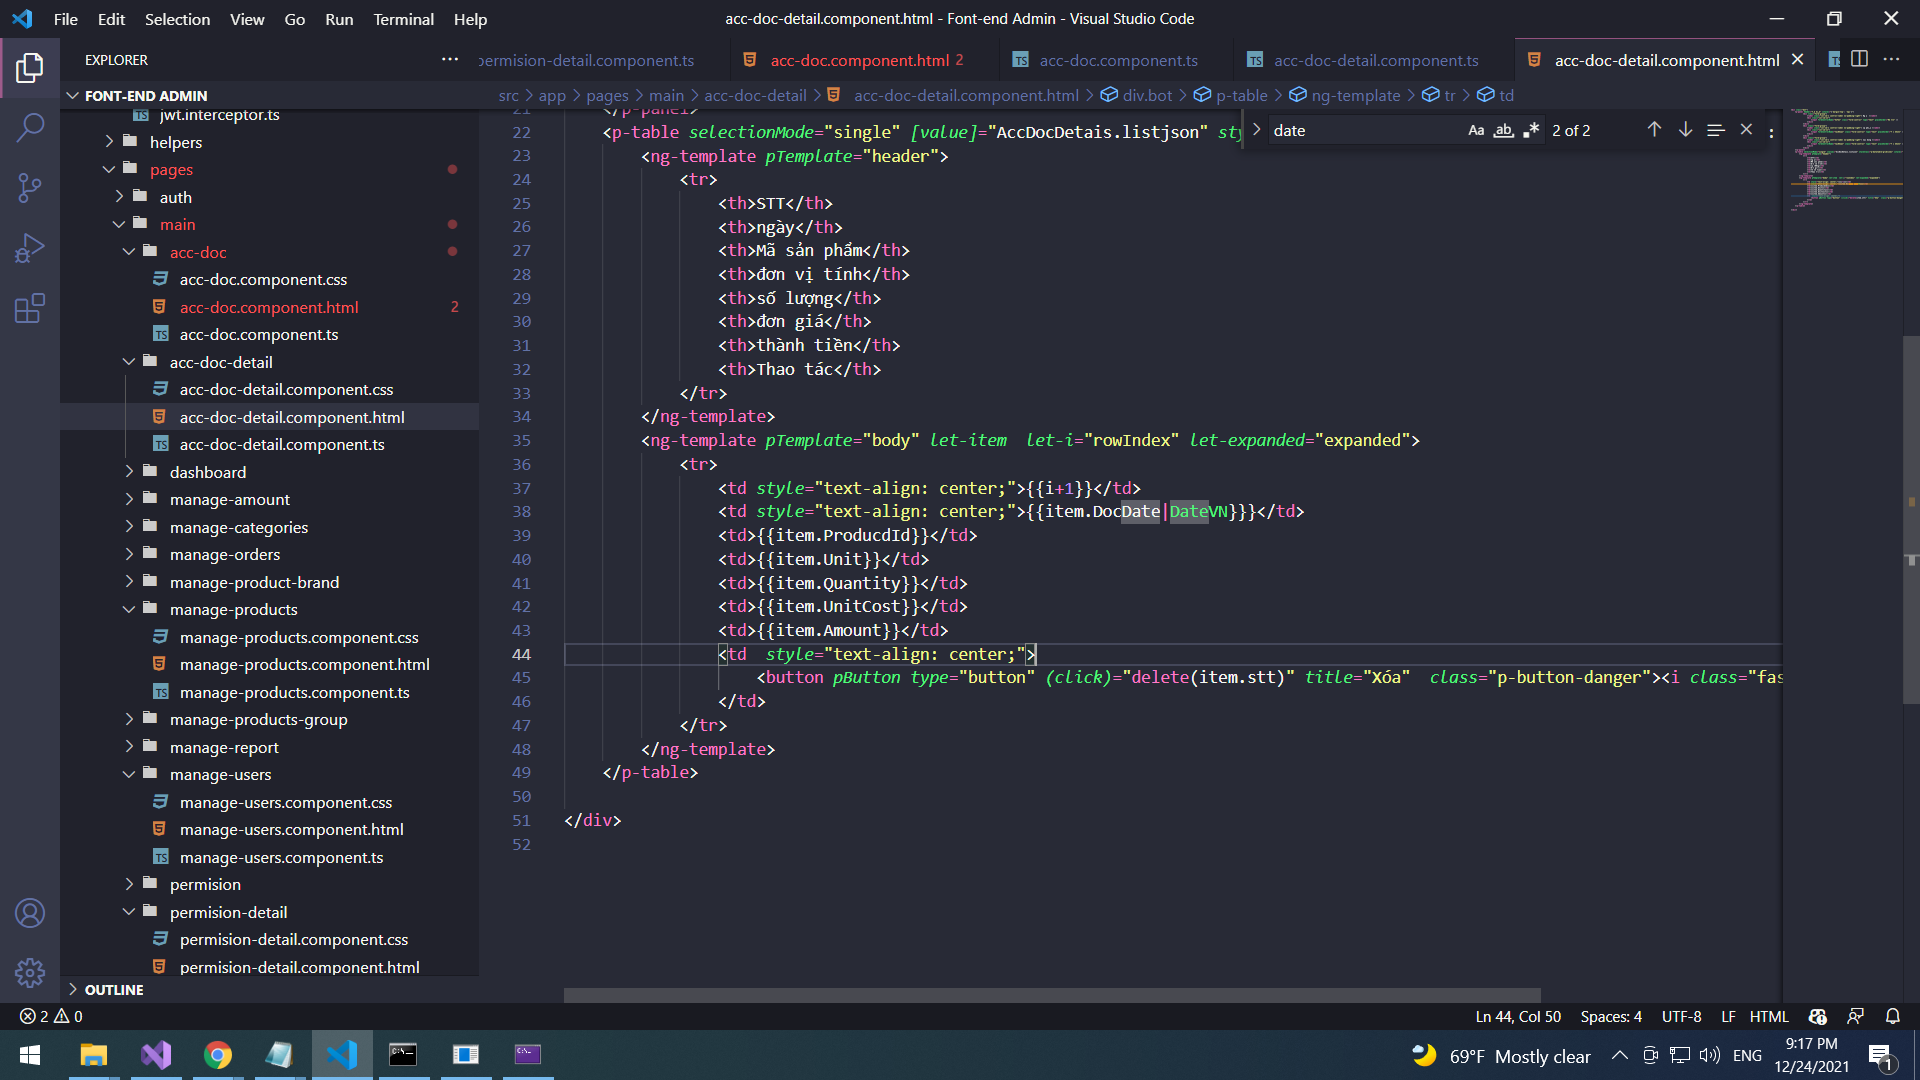 File Edit Selection View Go Run Terminal Help
acc-doc-detail.component.html - Font-end Admin - Visual Studio Code
EXPLORER
permision-detail.component.ts
acc-doc.component.html 2
acc-doc.component.ts
acc-doc-detail.component.ts
acc-doc-detail.component.html
FONT-END ADMIN
jwt.interceptor.ts
helpers
pages
auth
main
acc-doc
acc-doc.component.css
acc-doc.component.html 2
acc-doc.component.ts
acc-doc-detail
acc-doc-detail.component.css
acc-doc-detail.component.html
acc-doc-detail.component.ts
dashboard
manage-amount
manage-categories
manage-orders
manage-product-brand
manage-products
manage-products.component.css
manage-products.component.html
manage-products.component.ts
manage-products-group
manage-report
manage-users
manage-users.component.css
manage-users.component.html
manage-users.component.ts
permision
permision-detail
permision-detail.component.css
permision-detail.component.html
OUTLINE
src > app > pages > main > acc-doc-detail > acc-doc-detail.component.html > div.bot > p-table > ng-template > tr > td
date
Aa ab 2 of 2
21 </p-panel>
22 <p-table selectionMode="single" [value]="AccDocDetais.listjson" sty
23 <ng-template pTemplate="header">
24 <tr>
25 <th>STT</th>
26 <th>ngày</th>
27 <th>Mã sản phẩm</th>
28 <th>đơn vị tính</th>
29 <th>số lượng</th>
30 <th>đơn giá</th>
31 <th>thành tiền</th>
32 <th>Thao tác</th>
33 </tr>
34 </ng-template>
35 <ng-template pTemplate="body" let-item  let-i="rowIndex" let-expanded="expanded">
36 <tr>
37 <td style="text-align: center;">{{i+1}}</td>
38 <td style="text-align: center;">{{item.DocDate|DateVN}}}</td>
39 <td>{{item.ProducdId}}</td>
40 <td>{{item.Unit}}</td>
41 <td>{{item.Quantity}}</td>
42 <td>{{item.UnitCost}}</td>
43 <td>{{item.Amount}}</td>
44 <td  style="text-align: center;">
45 <button pButton type="button" (click)="delete(item.stt)" title="Xóa"  class="p-button-danger"><i class="fas
46 </td>
47 </tr>
48 </ng-template>
49 </p-table>
50
51 </div>
52
2 0
Ln 44, Col 50
Spaces: 4
UTF-8
LF
HTML
69°F Mostly clear
ENG
9:17 PM
12/24/2021
1